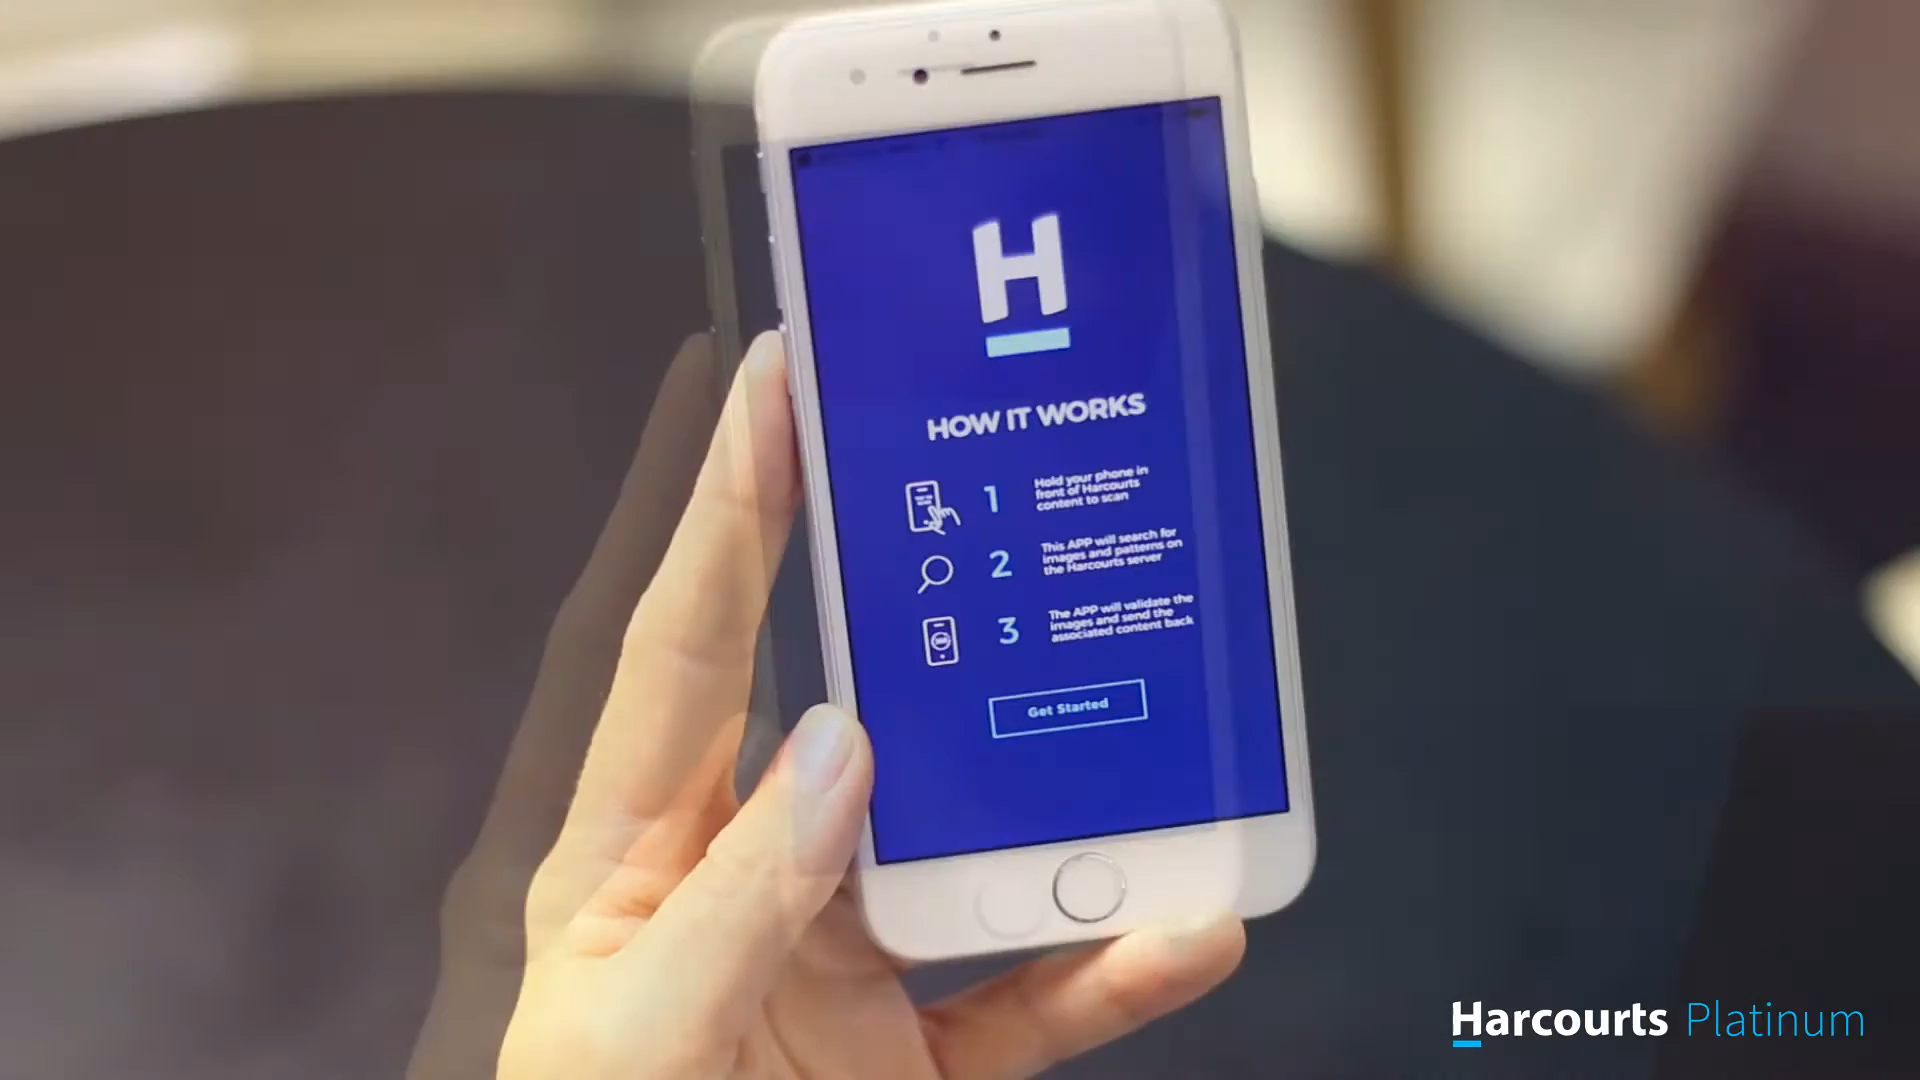 H
HOW IT WORKS
1
Hold your phone in
front of Harcourts
content to scan
2
This APP will search for
images and patterns on
the Harcourts server
3
The APP will validate the
images and send the
associated content back
Get Started
Harcourts Platinum